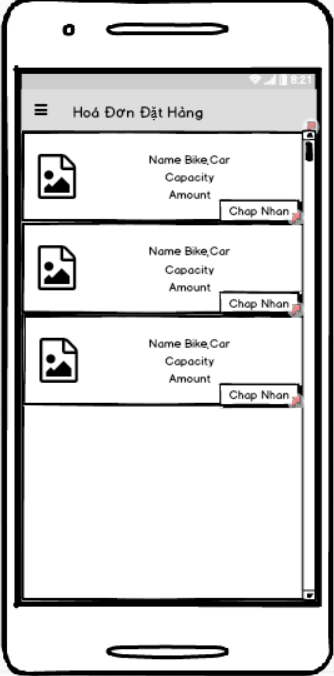 8:21
Hoá Đơn Đặt Hàng
Name Bike,Car
Capacity
Amount
Chap Nhan
Name Bike,Car
Capacity
Amount
Chap Nhan
Name Bike,Car
Capacity
Amount
Chap Nhan